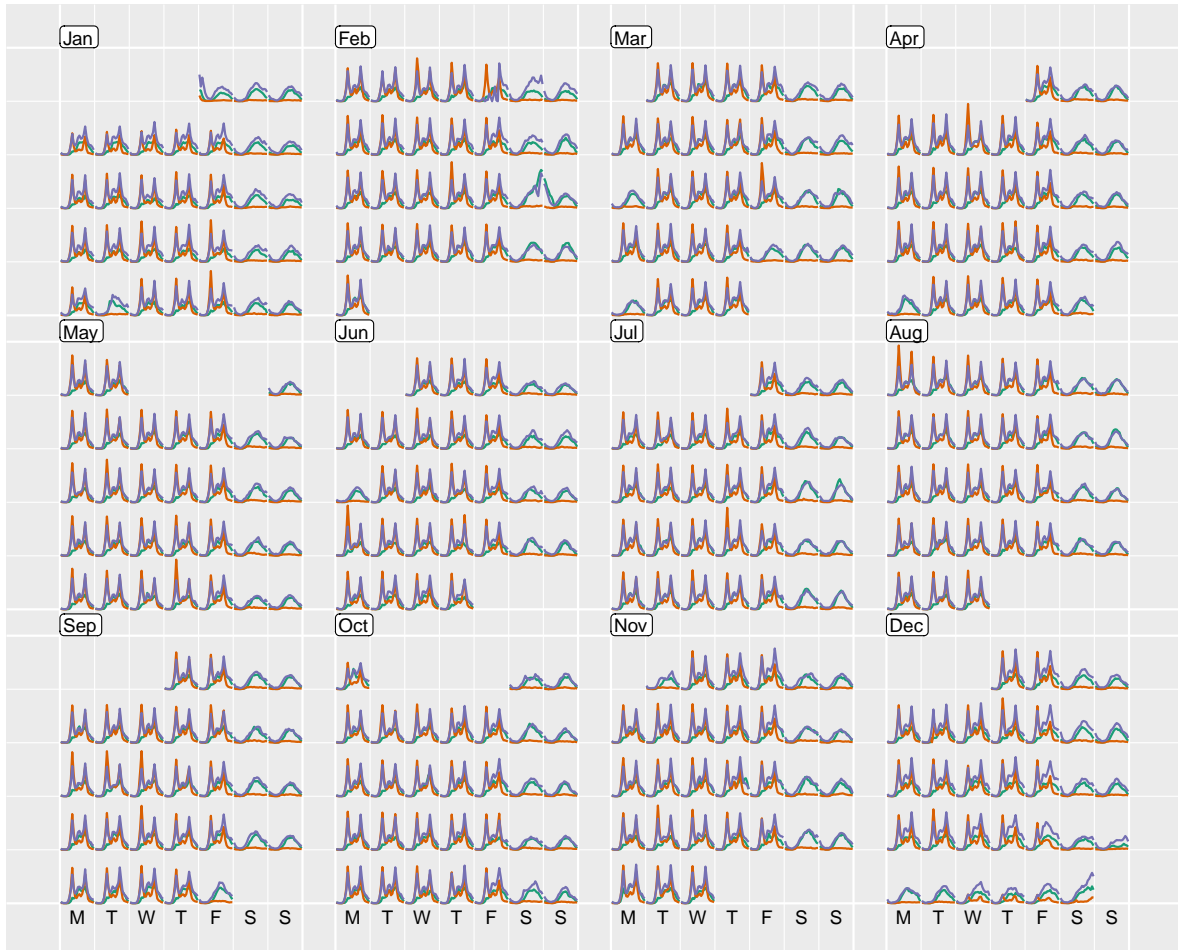 Jan Feb Mar Apr
May Jun Jul Aug
Sep Oct Nov Dec
M T W T F S S M T W T F S S M T W T F S S M T W T F S S